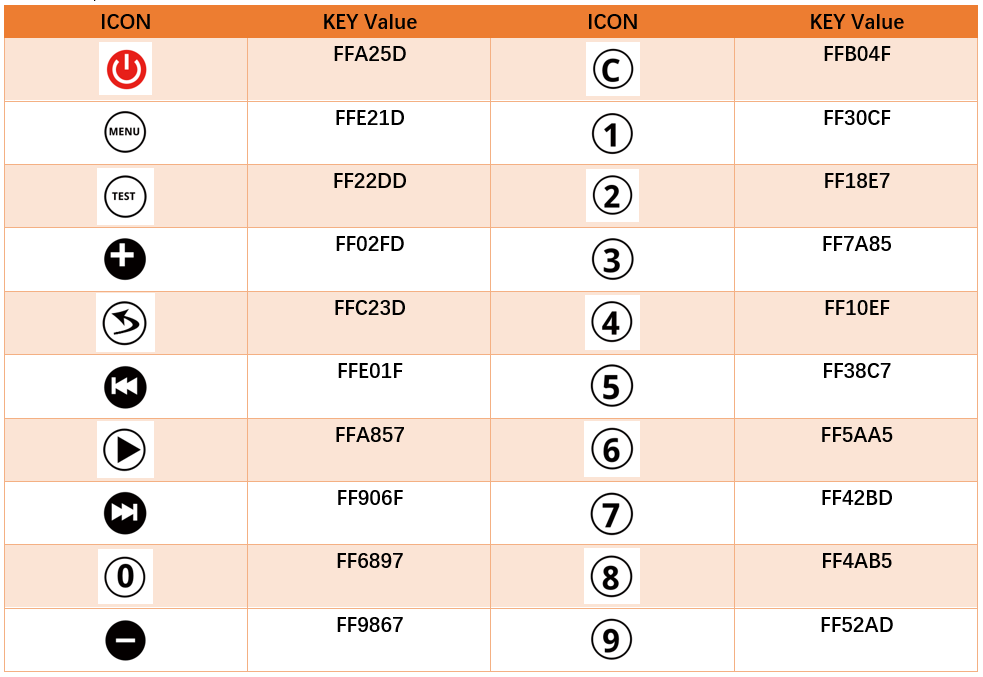 ICON KEY Value ICON KEY Value
FFA25D C FFB04F
MENU FFE21D 1 FF30CF
TEST FF22DD 2 FF18E7
+ FF02FD 3 FF7A85
FFC23D 4 FF10EF
FFE01F 5 FF38C7
FFA857 6 FF5AA5
FF906F 7 FF42BD
0 FF6897 8 FF4AB5
− FF9867 9 FF52AD